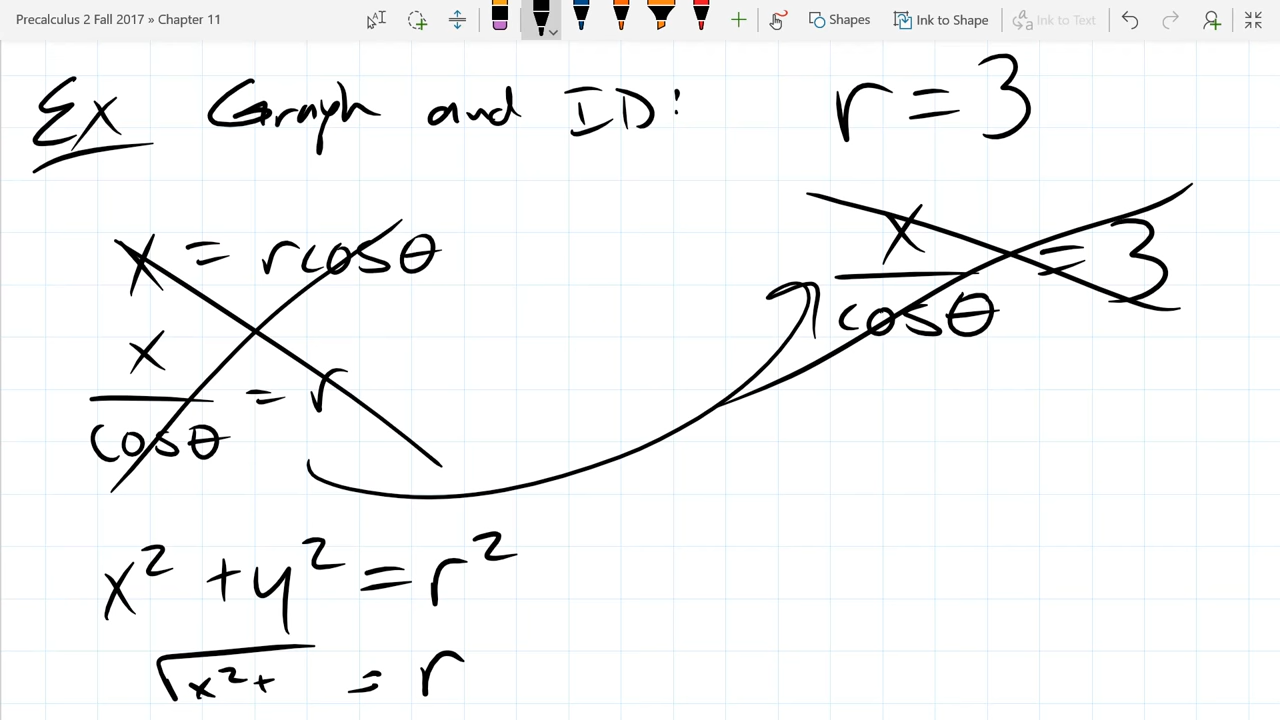 Precalculus 2 Fall 2017 » Chapter 11
Shapes Ink to Shape Ink to Text
Ex Graph and ID: r = 3
x = rcosθ
x/cosθ = r
x/cosθ = 3
x² + y² = r²
√x²+ = r